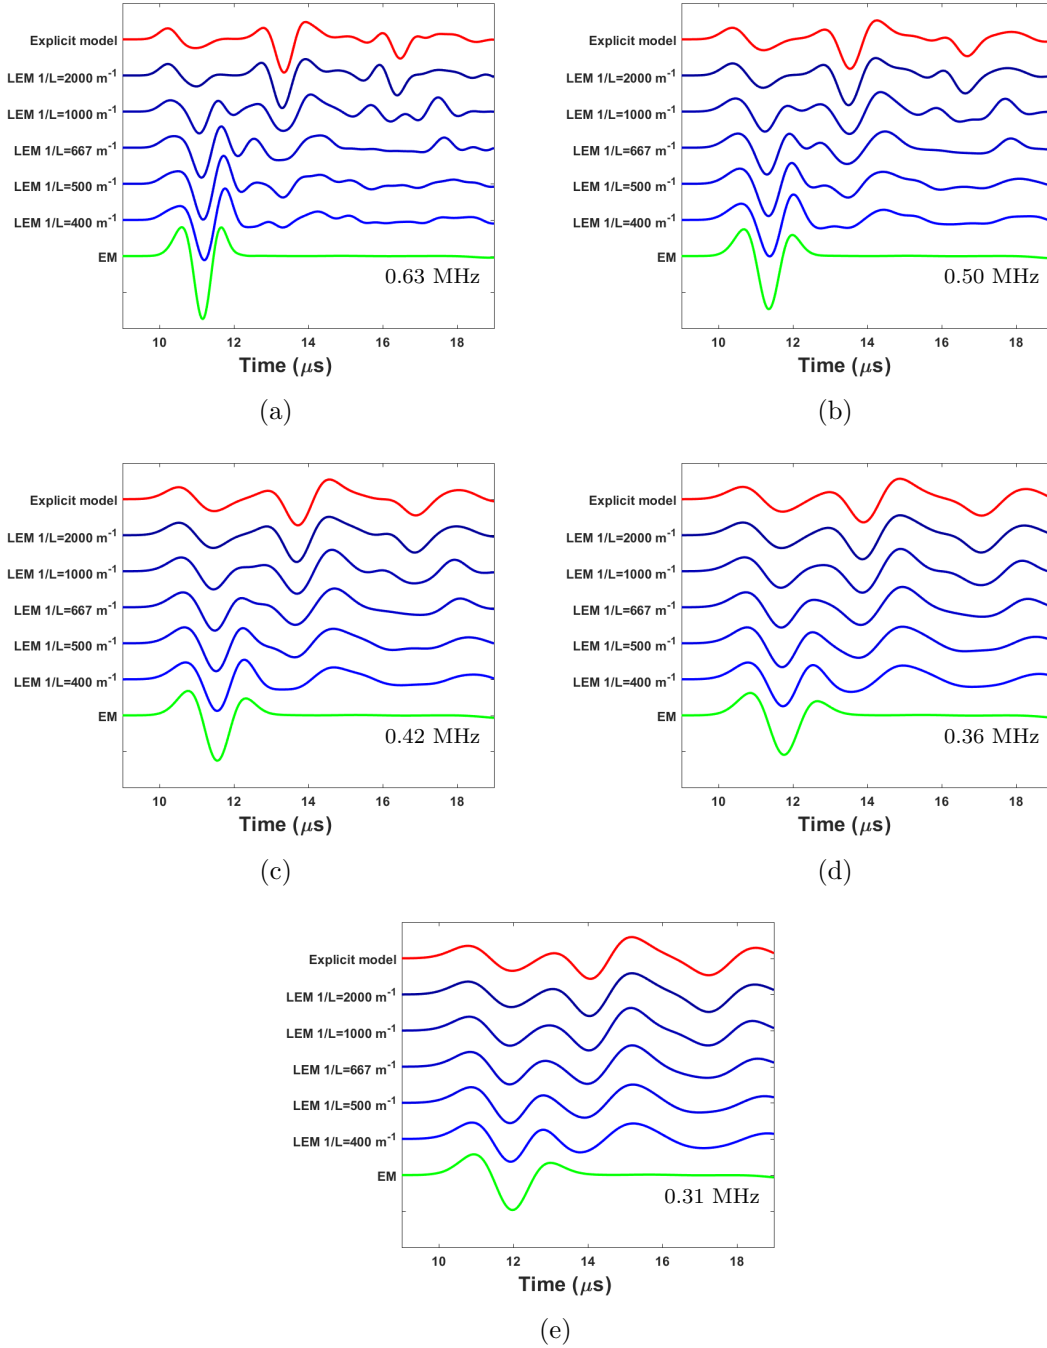 Explicit model
LEM 1/L=2000 m-1
LEM 1/L=1000 m-1
LEM 1/L=667 m-1
LEM 1/L=500 m-1
LEM 1/L=400 m-1
EM
0.63 MHz
10 12 14 16 18
Time (μs)
(a)
Explicit model
LEM 1/L=2000 m-1
LEM 1/L=1000 m-1
LEM 1/L=667 m-1
LEM 1/L=500 m-1
LEM 1/L=400 m-1
EM
0.50 MHz
10 12 14 16 18
Time (μs)
(b)
Explicit model
LEM 1/L=2000 m-1
LEM 1/L=1000 m-1
LEM 1/L=667 m-1
LEM 1/L=500 m-1
LEM 1/L=400 m-1
EM
0.42 MHz
10 12 14 16 18
Time (μs)
(c)
Explicit model
LEM 1/L=2000 m-1
LEM 1/L=1000 m-1
LEM 1/L=667 m-1
LEM 1/L=500 m-1
LEM 1/L=400 m-1
EM
0.36 MHz
10 12 14 16 18
Time (μs)
(d)
Explicit model
LEM 1/L=2000 m-1
LEM 1/L=1000 m-1
LEM 1/L=667 m-1
LEM 1/L=500 m-1
LEM 1/L=400 m-1
EM
0.31 MHz
10 12 14 16 18
Time (μs)
(e)